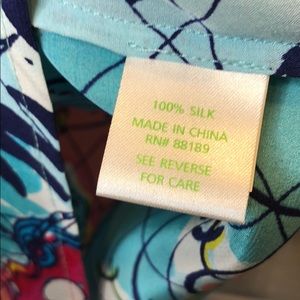 100% SILK
MADE IN CHINA
RN# 88189
SEE REVERSE
FOR CARE